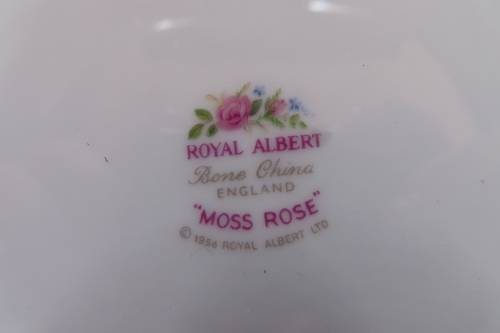 ROYAL ALBERT
Bone China
ENGLAND
"MOSS ROSE"
© 1956 ROYAL ALBERT LTD